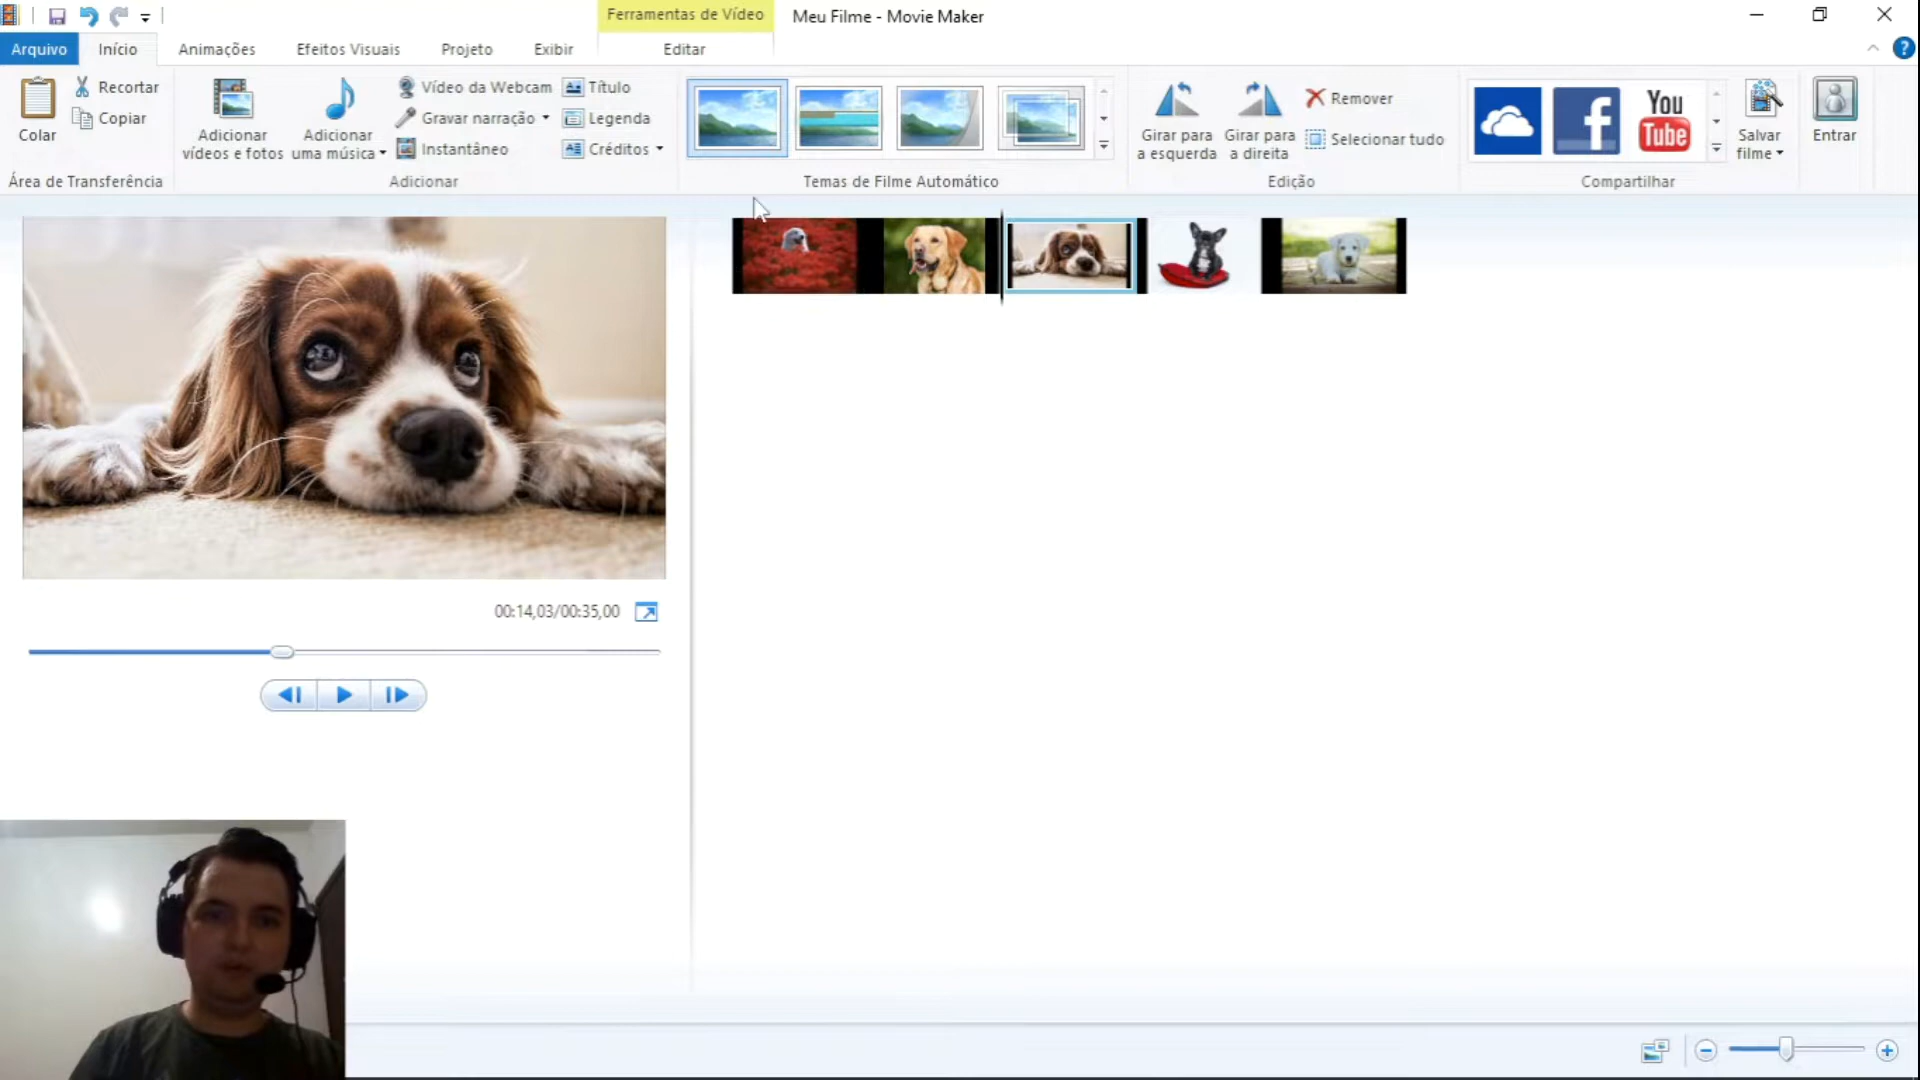 Ferramentas de Vídeo
Meu Filme - Movie Maker
Arquivo
Início
Animações
Efeitos Visuais
Projeto
Exibir
Editar
?
Colar
Recortar
Copiar
Área de Transferência
Adicionar
vídeos e fotos
Adicionar
uma música
Vídeo da Webcam
Gravar narração
Instantâneo
Título
Legenda
Créditos
Adicionar
Temas de Filme Automático
Girar para
a esquerda
Girar para
a direita
Remover
Selecionar tudo
Edição
f
You
Tube
Compartilhar
Salvar
filme
Entrar
00:14,03/00:35,00